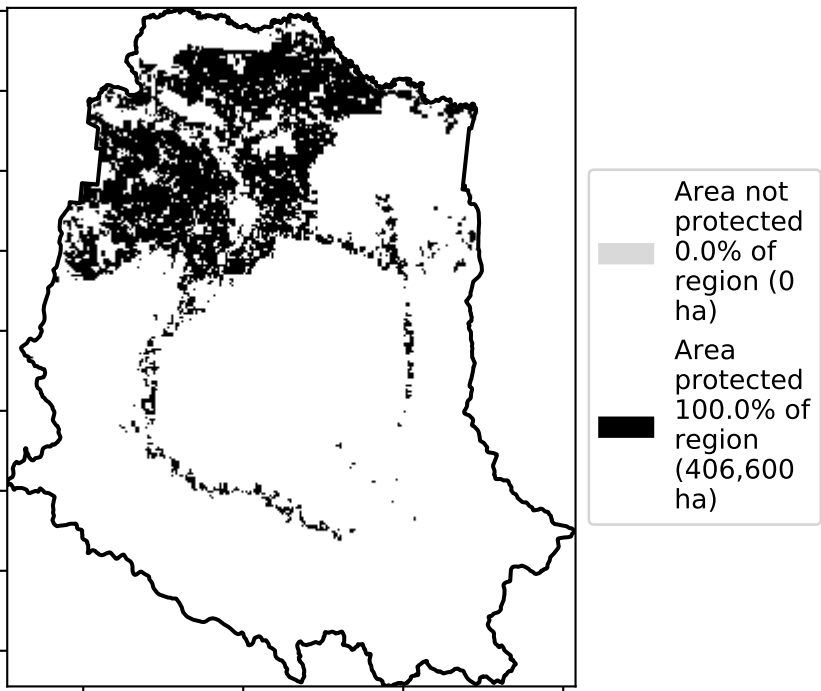 Area not
protected
0.0% of
region (0
ha)
Area
protected
100.0% of
region
(406,600
ha)